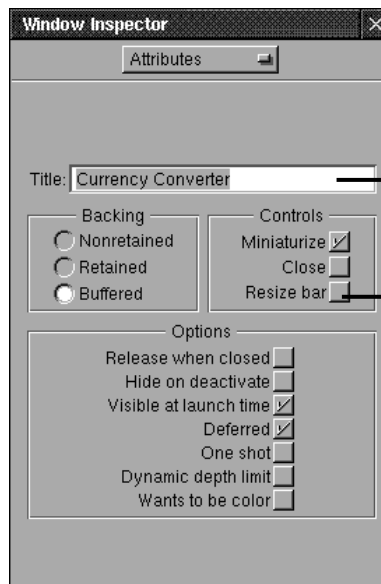 Window Inspector
Attributes
Title: Currency Converter
Backing
Nonretained
Retained
Buffered
Controls
Miniaturize
Close
Resize bar
Options
Release when closed
Hide on deactivate
Visible at launch time
Deferred
One shot
Dynamic depth limit
Wants to be color